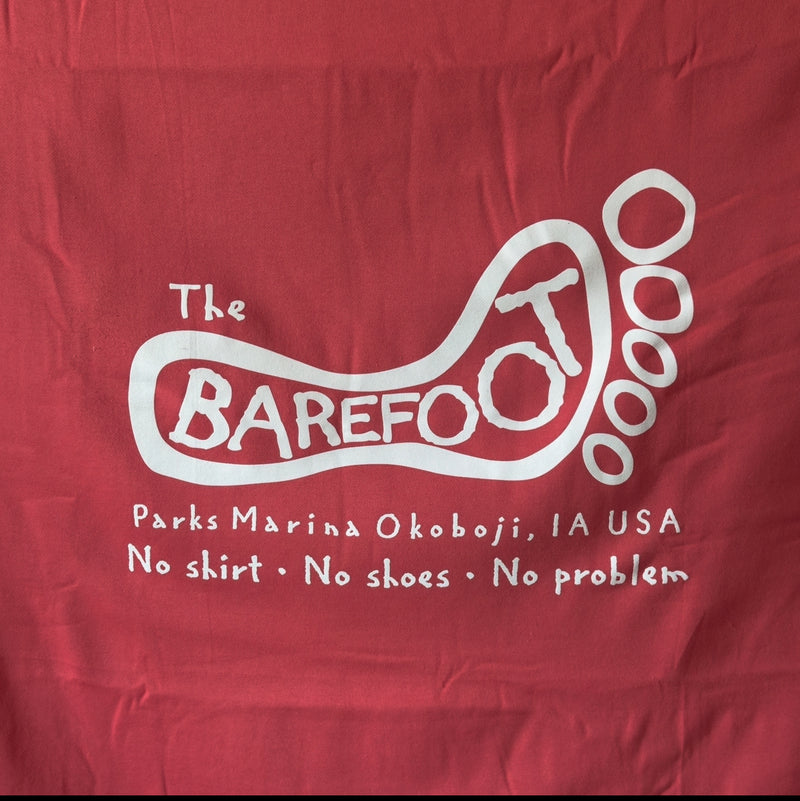 The
BAREFOOT
Parks Marina Okoboji, IA USA
No shirt • No shoes • No problem